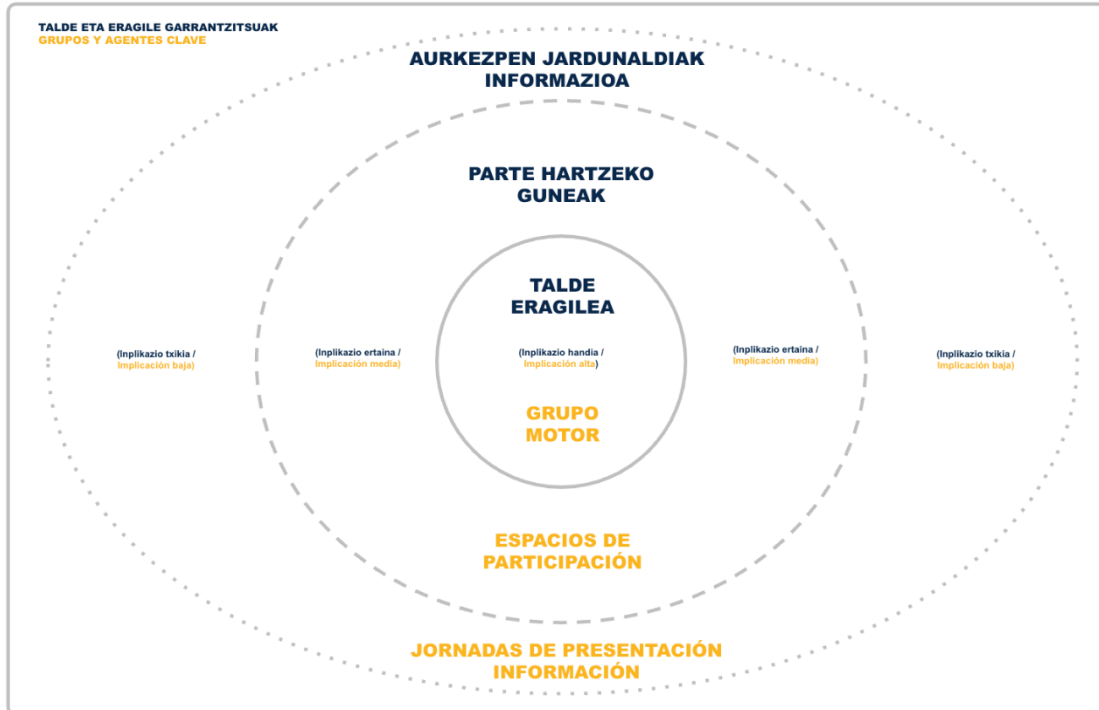 TALDE ETA ERAGILE GARRANTZITSUAK
GRUPOS Y AGENTES CLAVE
AURKEZPEN JARDUNALDIAK
INFORMAZIOA
PARTE HARTZEKO
GUNEAK
TALDE
ERAGILEA
(Inplikazio txikia /
Implicación baja)
(Inplikazio ertaina /
Implicación media)
(Inplikazio handia /
Implicación alta)
(Inplikazio ertaina /
Implicación media)
(Inplikazio txikia /
Implicación baja)
GRUPO
MOTOR
ESPACIOS DE
PARTICIPACIÓN
JORNADAS DE PRESENTACIÓN
INFORMACIÓN